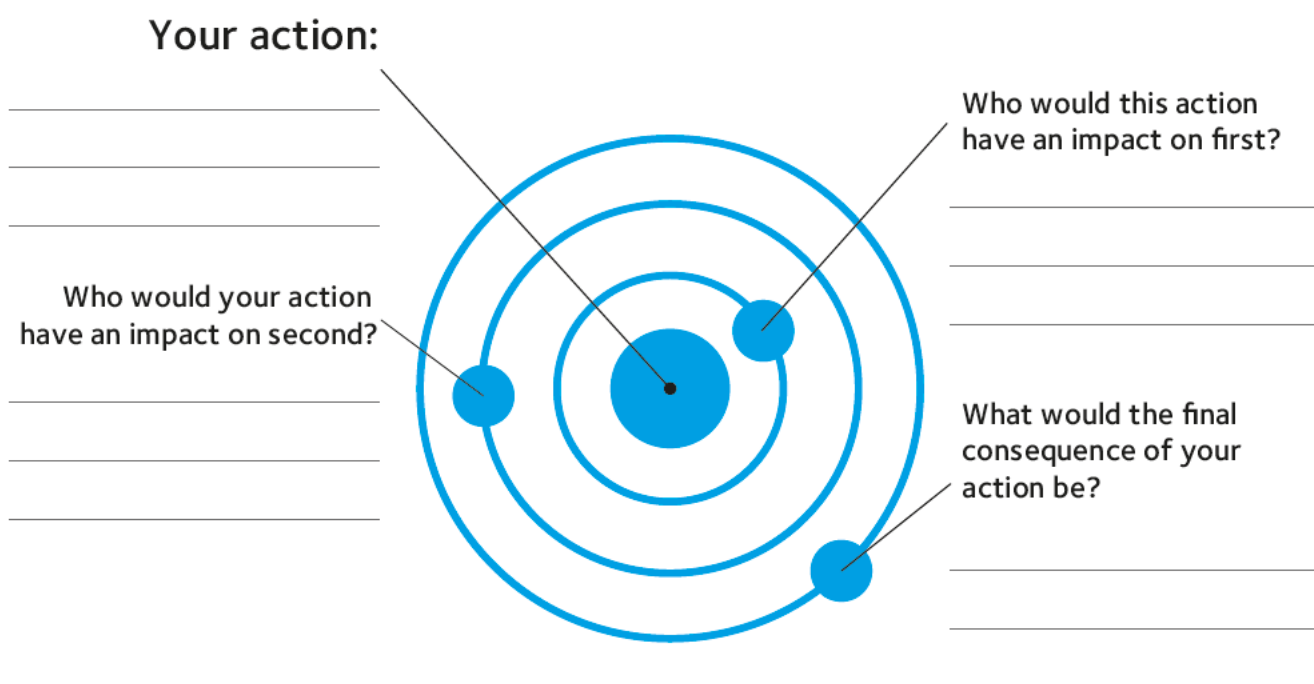 Your action:
Who would this action
have an impact on first?
Who would your action
have an impact on second?
What would the final
consequence of your
action be?